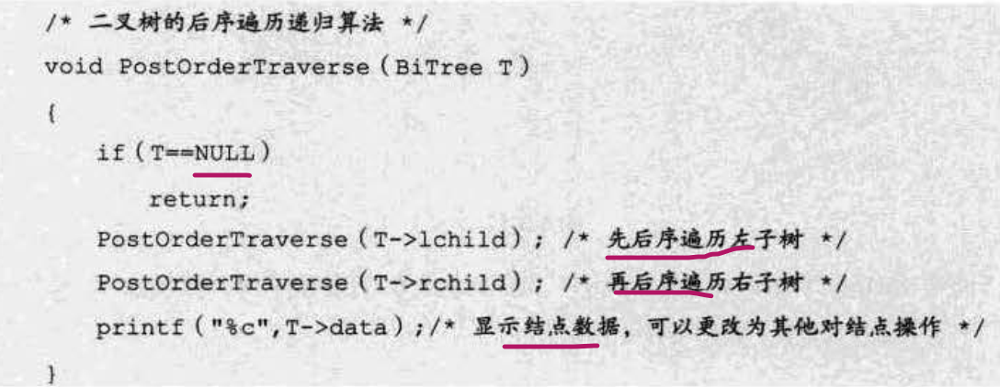 /* 二叉树的后序遍历递归算法 */
void PostOrderTraverse(BiTree T)
{
if(T==NULL)
return;
PostOrderTraverse(T->lchild); /* 先后序遍历左子树 */
PostOrderTraverse(T->rchild); /* 再后序遍历右子树 */
printf("%c",T->data);/* 显示结点数据，可以更改为其他对结点操作 */
}